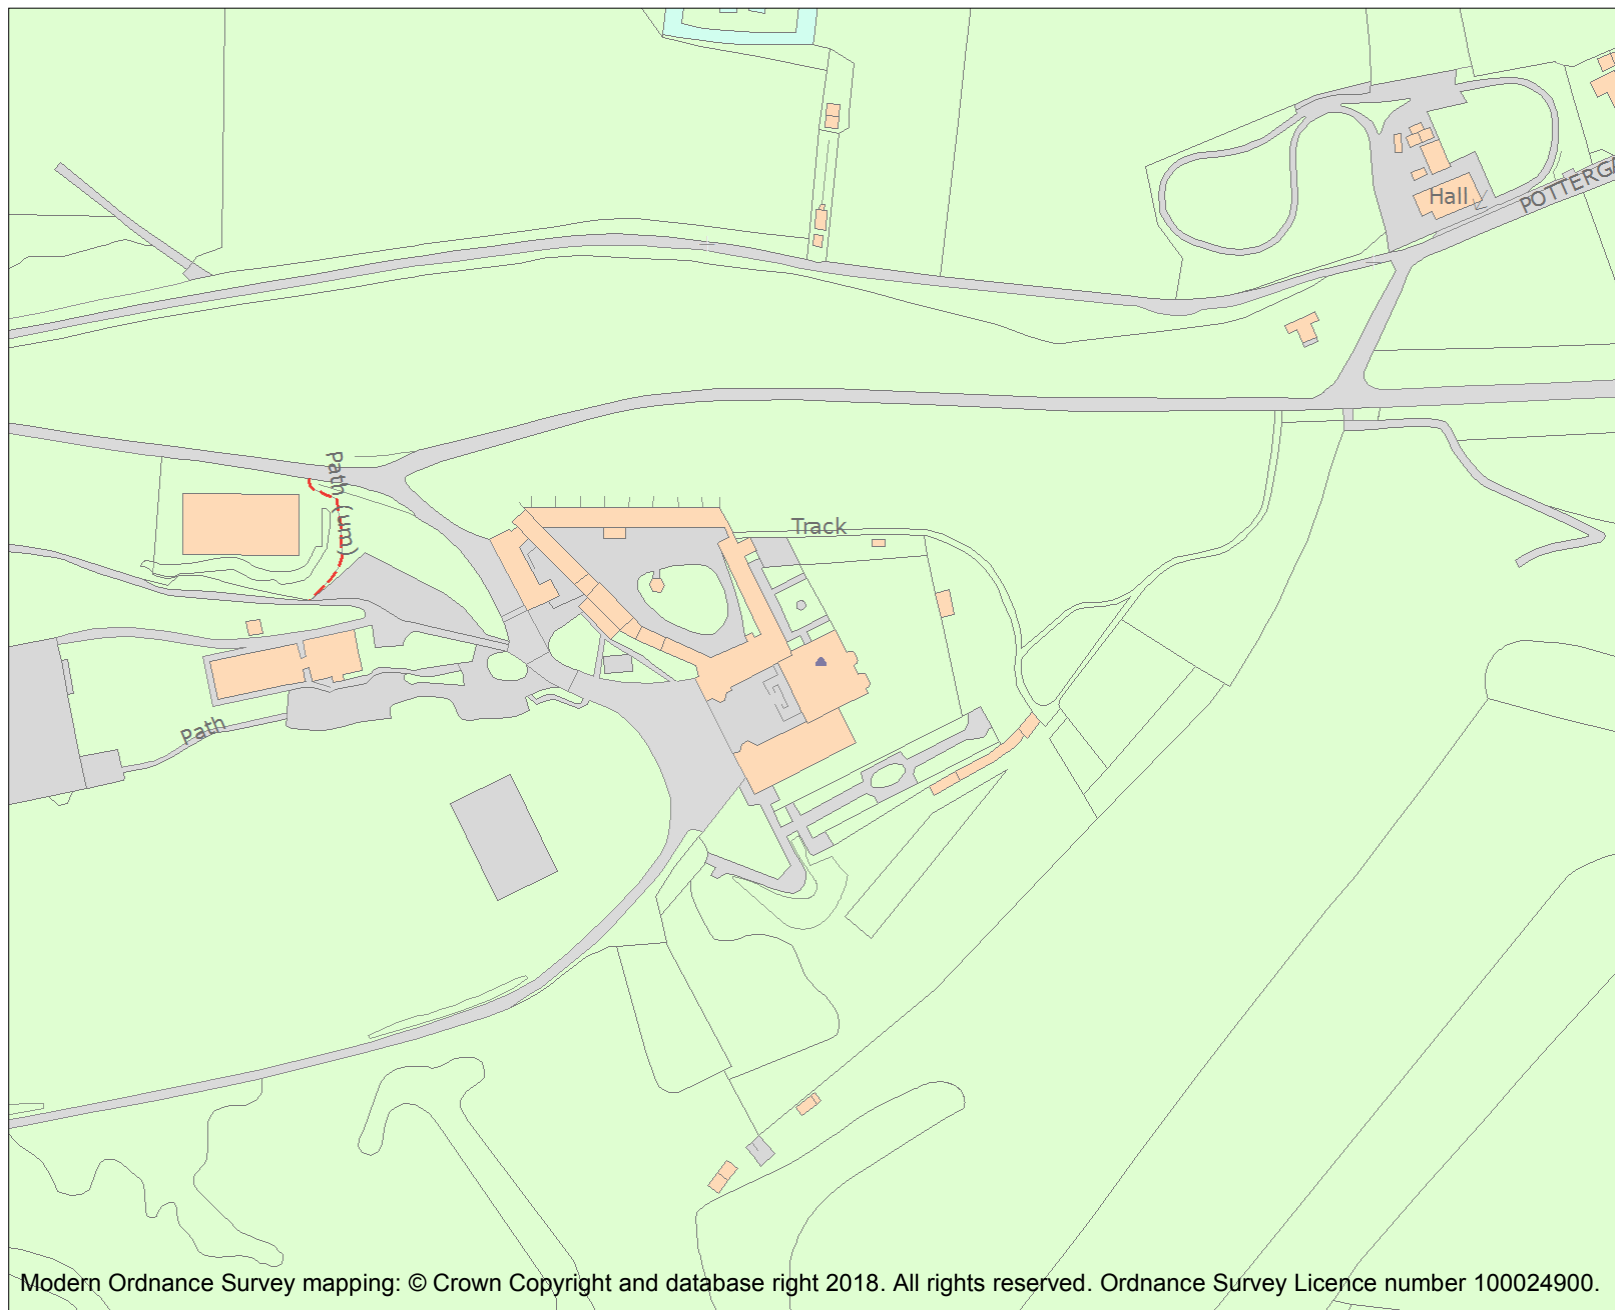 Hall
POTTERGA
Path (um)
Track
Path
Modern Ordnance Survey mapping: © Crown Copyright and database right 2018. All rights reserved. Ordnance Survey Licence number 100024900.